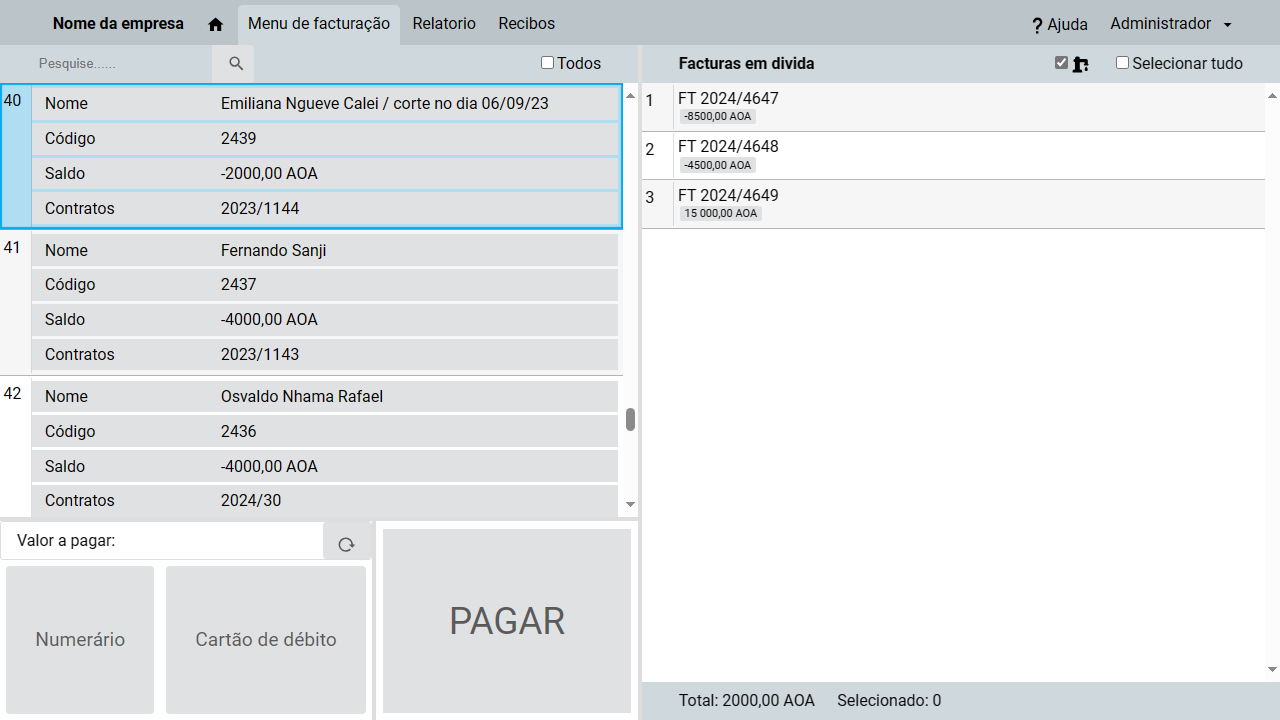 Nome da empresa Menu de facturação Relatorio Recibos ? Ajuda Administrador
Pesquise...... Todos
Facturas em divida Selecionar tudo
40
Nome Emiliana Ngueve Calei / corte no dia 06/09/23
Código 2439
Saldo -2000,00 AOA
Contratos 2023/1144
41
Nome Fernando Sanji
Código 2437
Saldo -4000,00 AOA
Contratos 2023/1143
42
Nome Osvaldo Nhama Rafael
Código 2436
Saldo -4000,00 AOA
Contratos 2024/30
1 FT 2024/4647
-8500,00 AOA
2 FT 2024/4648
-4500,00 AOA
3 FT 2024/4649
15 000,00 AOA
Valor a pagar:
Numerário Cartão de débito
PAGAR
Total: 2000,00 AOA Selecionado: 0